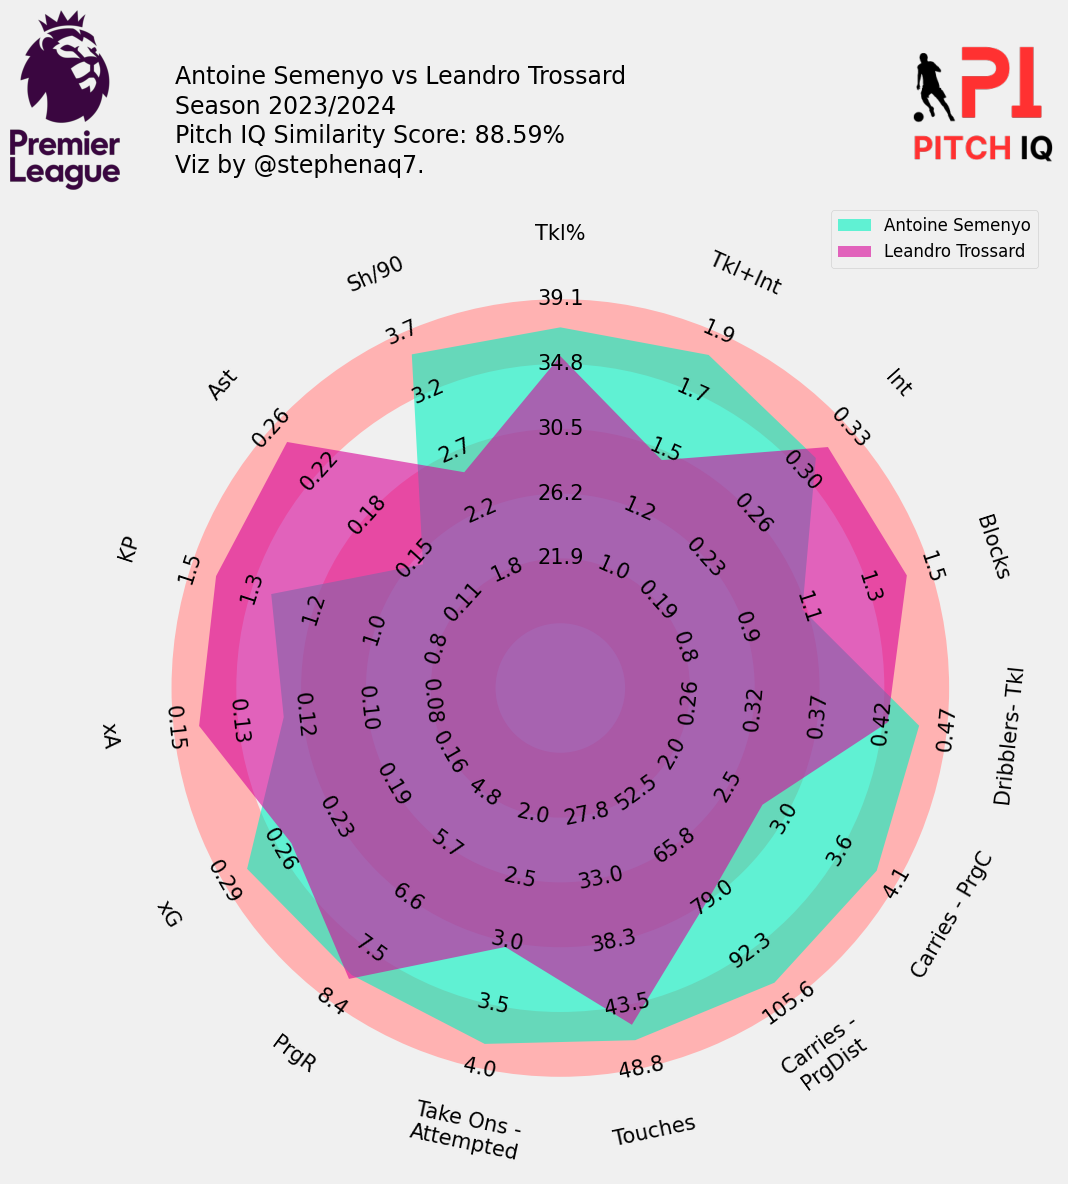 Premier
League
Antoine Semenyo vs Leandro Trossard
Season 2023/2024
Pitch IQ Similarity Score: 88.59%
Viz by @stephenaq7.
PI
PITCH IQ
Antoine Semenyo
Leandro Trossard
Tkl%
39.1
34.8
30.5
26.2
21.9
Tkl+Int
1.9
1.7
1.5
1.2
1.0
Int
0.33
0.30
0.26
0.23
0.19
Blocks
1.5
1.3
1.1
0.9
0.8
Dribblers- Tkl
0.47
0.42
0.37
0.32
0.26
Carries - PrgC
4.1
3.6
3.0
2.5
2.0
Carries -
PrgDist
105.6
92.3
79.0
65.8
52.5
Touches
48.8
43.5
38.3
33.0
27.8
Take Ons -
Attempted
4.0
3.5
3.0
2.5
2.0
PrgR
8.4
7.5
6.6
5.7
4.8
xG
0.29
0.26
0.23
0.19
0.16
xA
0.15
0.13
0.12
0.10
0.08
KP
1.5
1.3
1.2
1.0
0.8
Ast
0.26
0.22
0.18
0.15
0.11
Sh/90
3.7
3.2
2.7
2.2
1.8